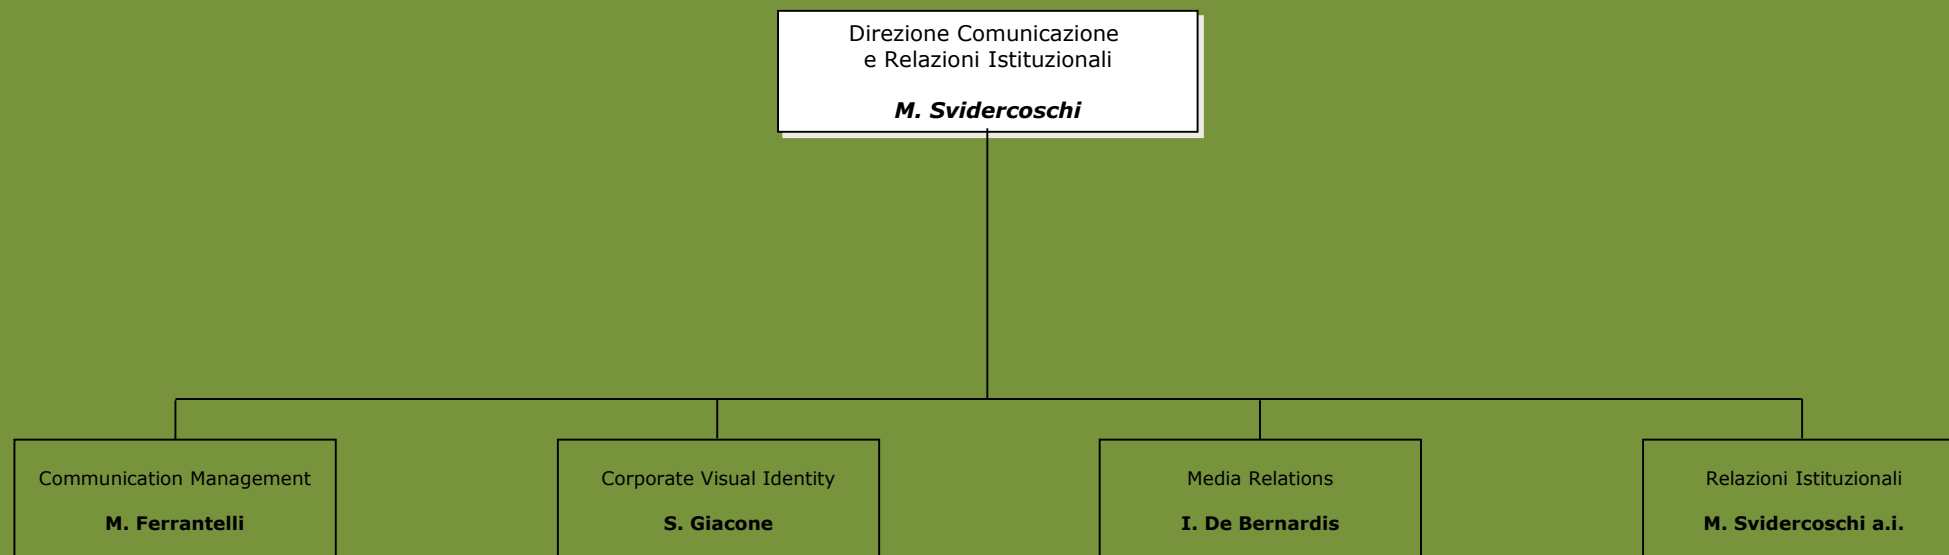 Direzione Comunicazione
e Relazioni Istituzionali
M. Svidercoschi
Communication Management
M. Ferrantelli
Corporate Visual Identity
S. Giacone
Media Relations
I. De Bernardis
Relazioni Istituzionali
M. Svidercoschi a.i.